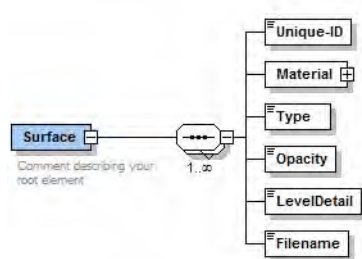 Unique-ID
Material
Type
Surface
Opacity
Comment describing your
root element
1..∞
LevelDetail
Filename